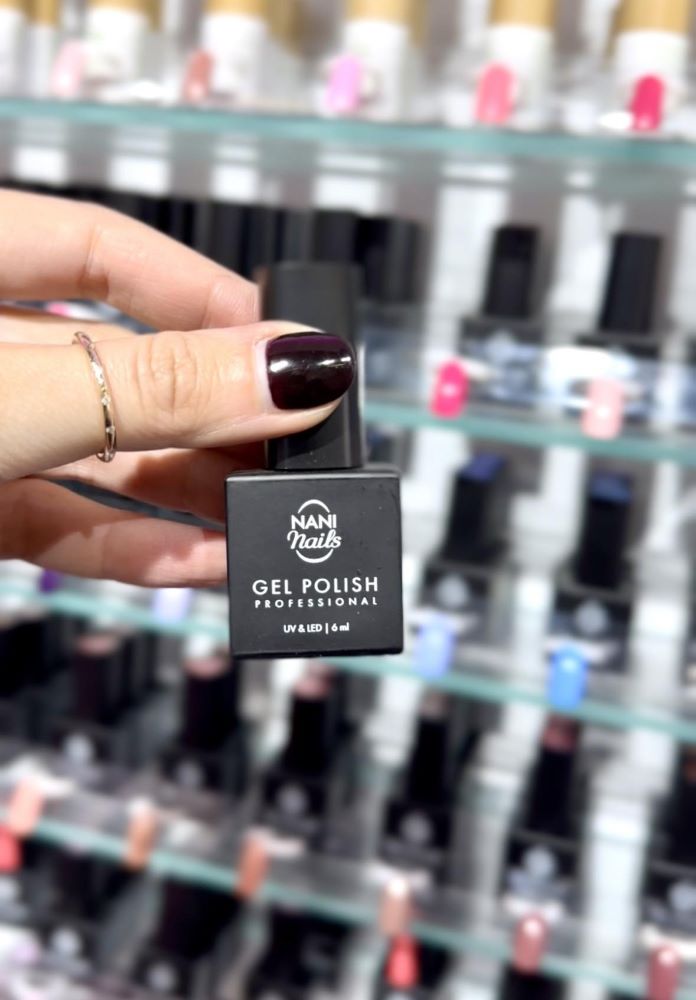 NANI
Nails
GEL POLISH
PROFESSIONAL
UV & LED | 6 ml